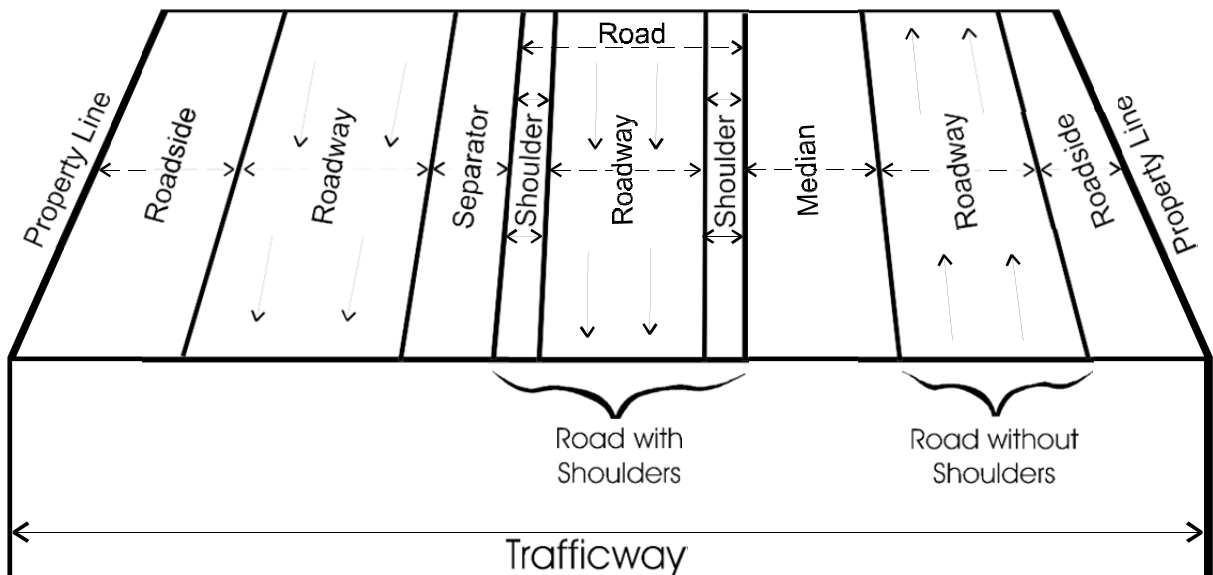 Road
Property Line
Roadside
Roadway
Separator
Shoulder
Roadway
Shoulder
Median
Roadway
Roadside
Property Line
Road with
Shoulders
Road without
Shoulders
Trafficway